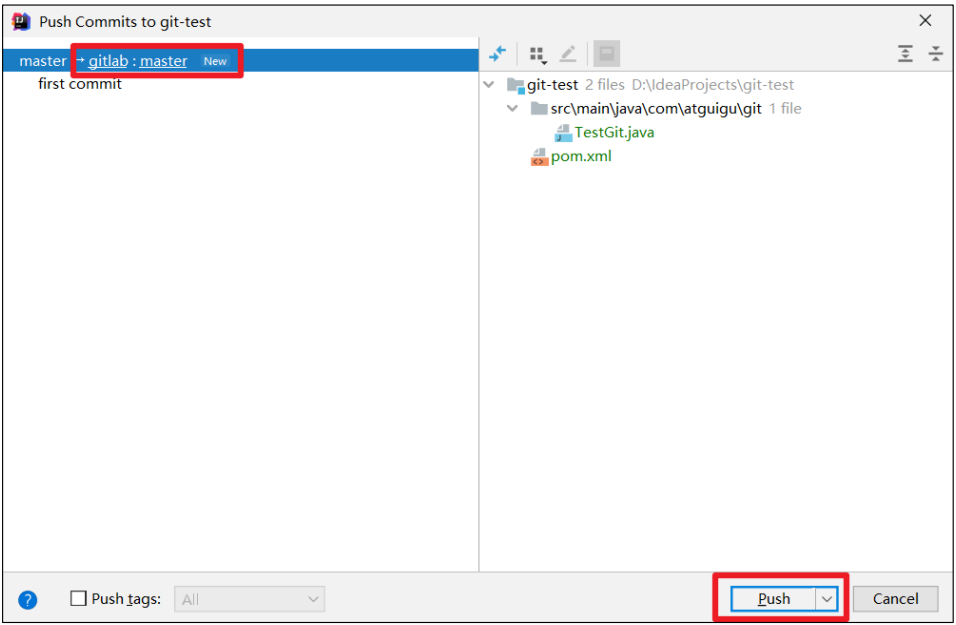 Push Commits to git-test
master → gitlab : master New
first commit
git-test 2 files D:\IdeaProjects\git-test
src\main\java\com\atguigu\git 1 file
TestGit.java
pom.xml
? Push tags: All
Push Cancel